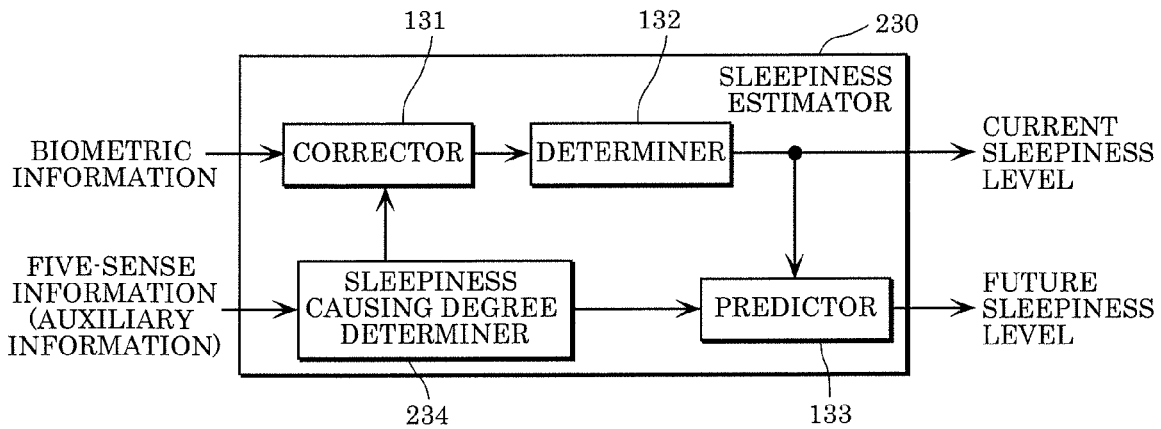 131
132
230
SLEEPINESS
ESTIMATOR
BIOMETRIC
INFORMATION
CORRECTOR
DETERMINER
CURRENT
SLEEPINESS
LEVEL
FIVE-SENSE
INFORMATION
(AUXILIARY
INFORMATION)
SLEEPINESS
CAUSING DEGREE
DETERMINER
PREDICTOR
FUTURE
SLEEPINESS
LEVEL
234
133